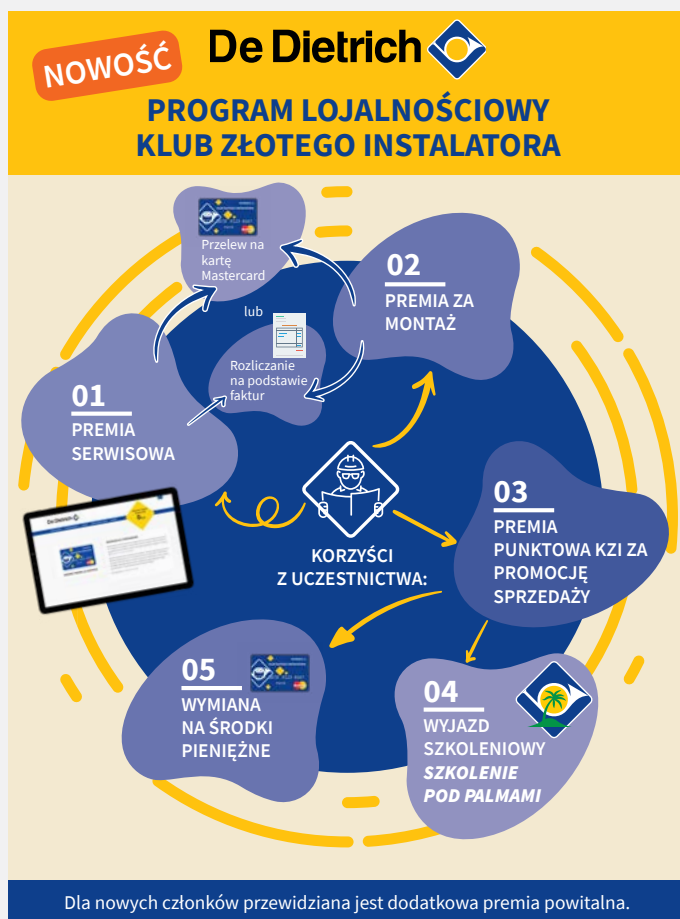 NOWOŚĆ
De Dietrich
PROGRAM LOJALNOŚCIOWY
KLUB ZŁOTEGO INSTALATORA
Przelew na
kartę
Mastercard
lub
Rozliczanie
na podstawie
faktur
01
PREMIA
SERWISOWA
02
PREMIA ZA
MONTAŻ
De Dietrich
KORZYŚCI
Z UCZESTNICTWA:
03
PREMIA
PUNKTOWA KZI ZA
PROMOCJĘ
SPRZEDAŻY
04
WYJAZD
SZKOLENIOWY
SZKOLENIE
POD PALMAMI
05
WYMIANA
NA ŚRODKI
PIENIĘŻNE
Dla nowych członków przewidziana jest dodatkowa premia powitalna.